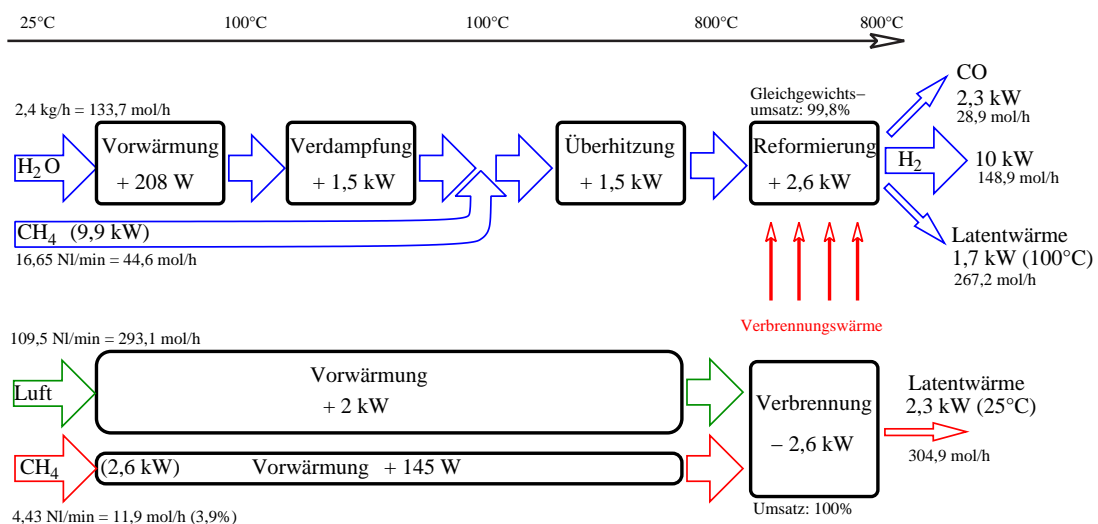 25°C 100°C 100°C 800°C 800°C
2,4 kg/h = 133,7 mol/h
H2O
Vorwärmung
+ 208 W
Verdampfung
+ 1,5 kW
Überhitzung
+ 1,5 kW
Gleichgewichts–
umsatz: 99,8%
Reformierung
+ 2,6 kW
CO
2,3 kW
28,9 mol/h
H2
10 kW
148,9 mol/h
Latentwärme
1,7 kW (100°C)
267,2 mol/h
CH4 (9,9 kW)
16,65 Nl/min = 44,6 mol/h
Verbrennungswärme
109,5 Nl/min = 293,1 mol/h
Luft
Vorwärmung
+ 2 kW
CH4 (2,6 kW) Vorwärmung + 145 W
4,43 Nl/min = 11,9 mol/h (3,9%)
Verbrennung
− 2,6 kW
Umsatz: 100%
Latentwärme
2,3 kW (25°C)
304,9 mol/h